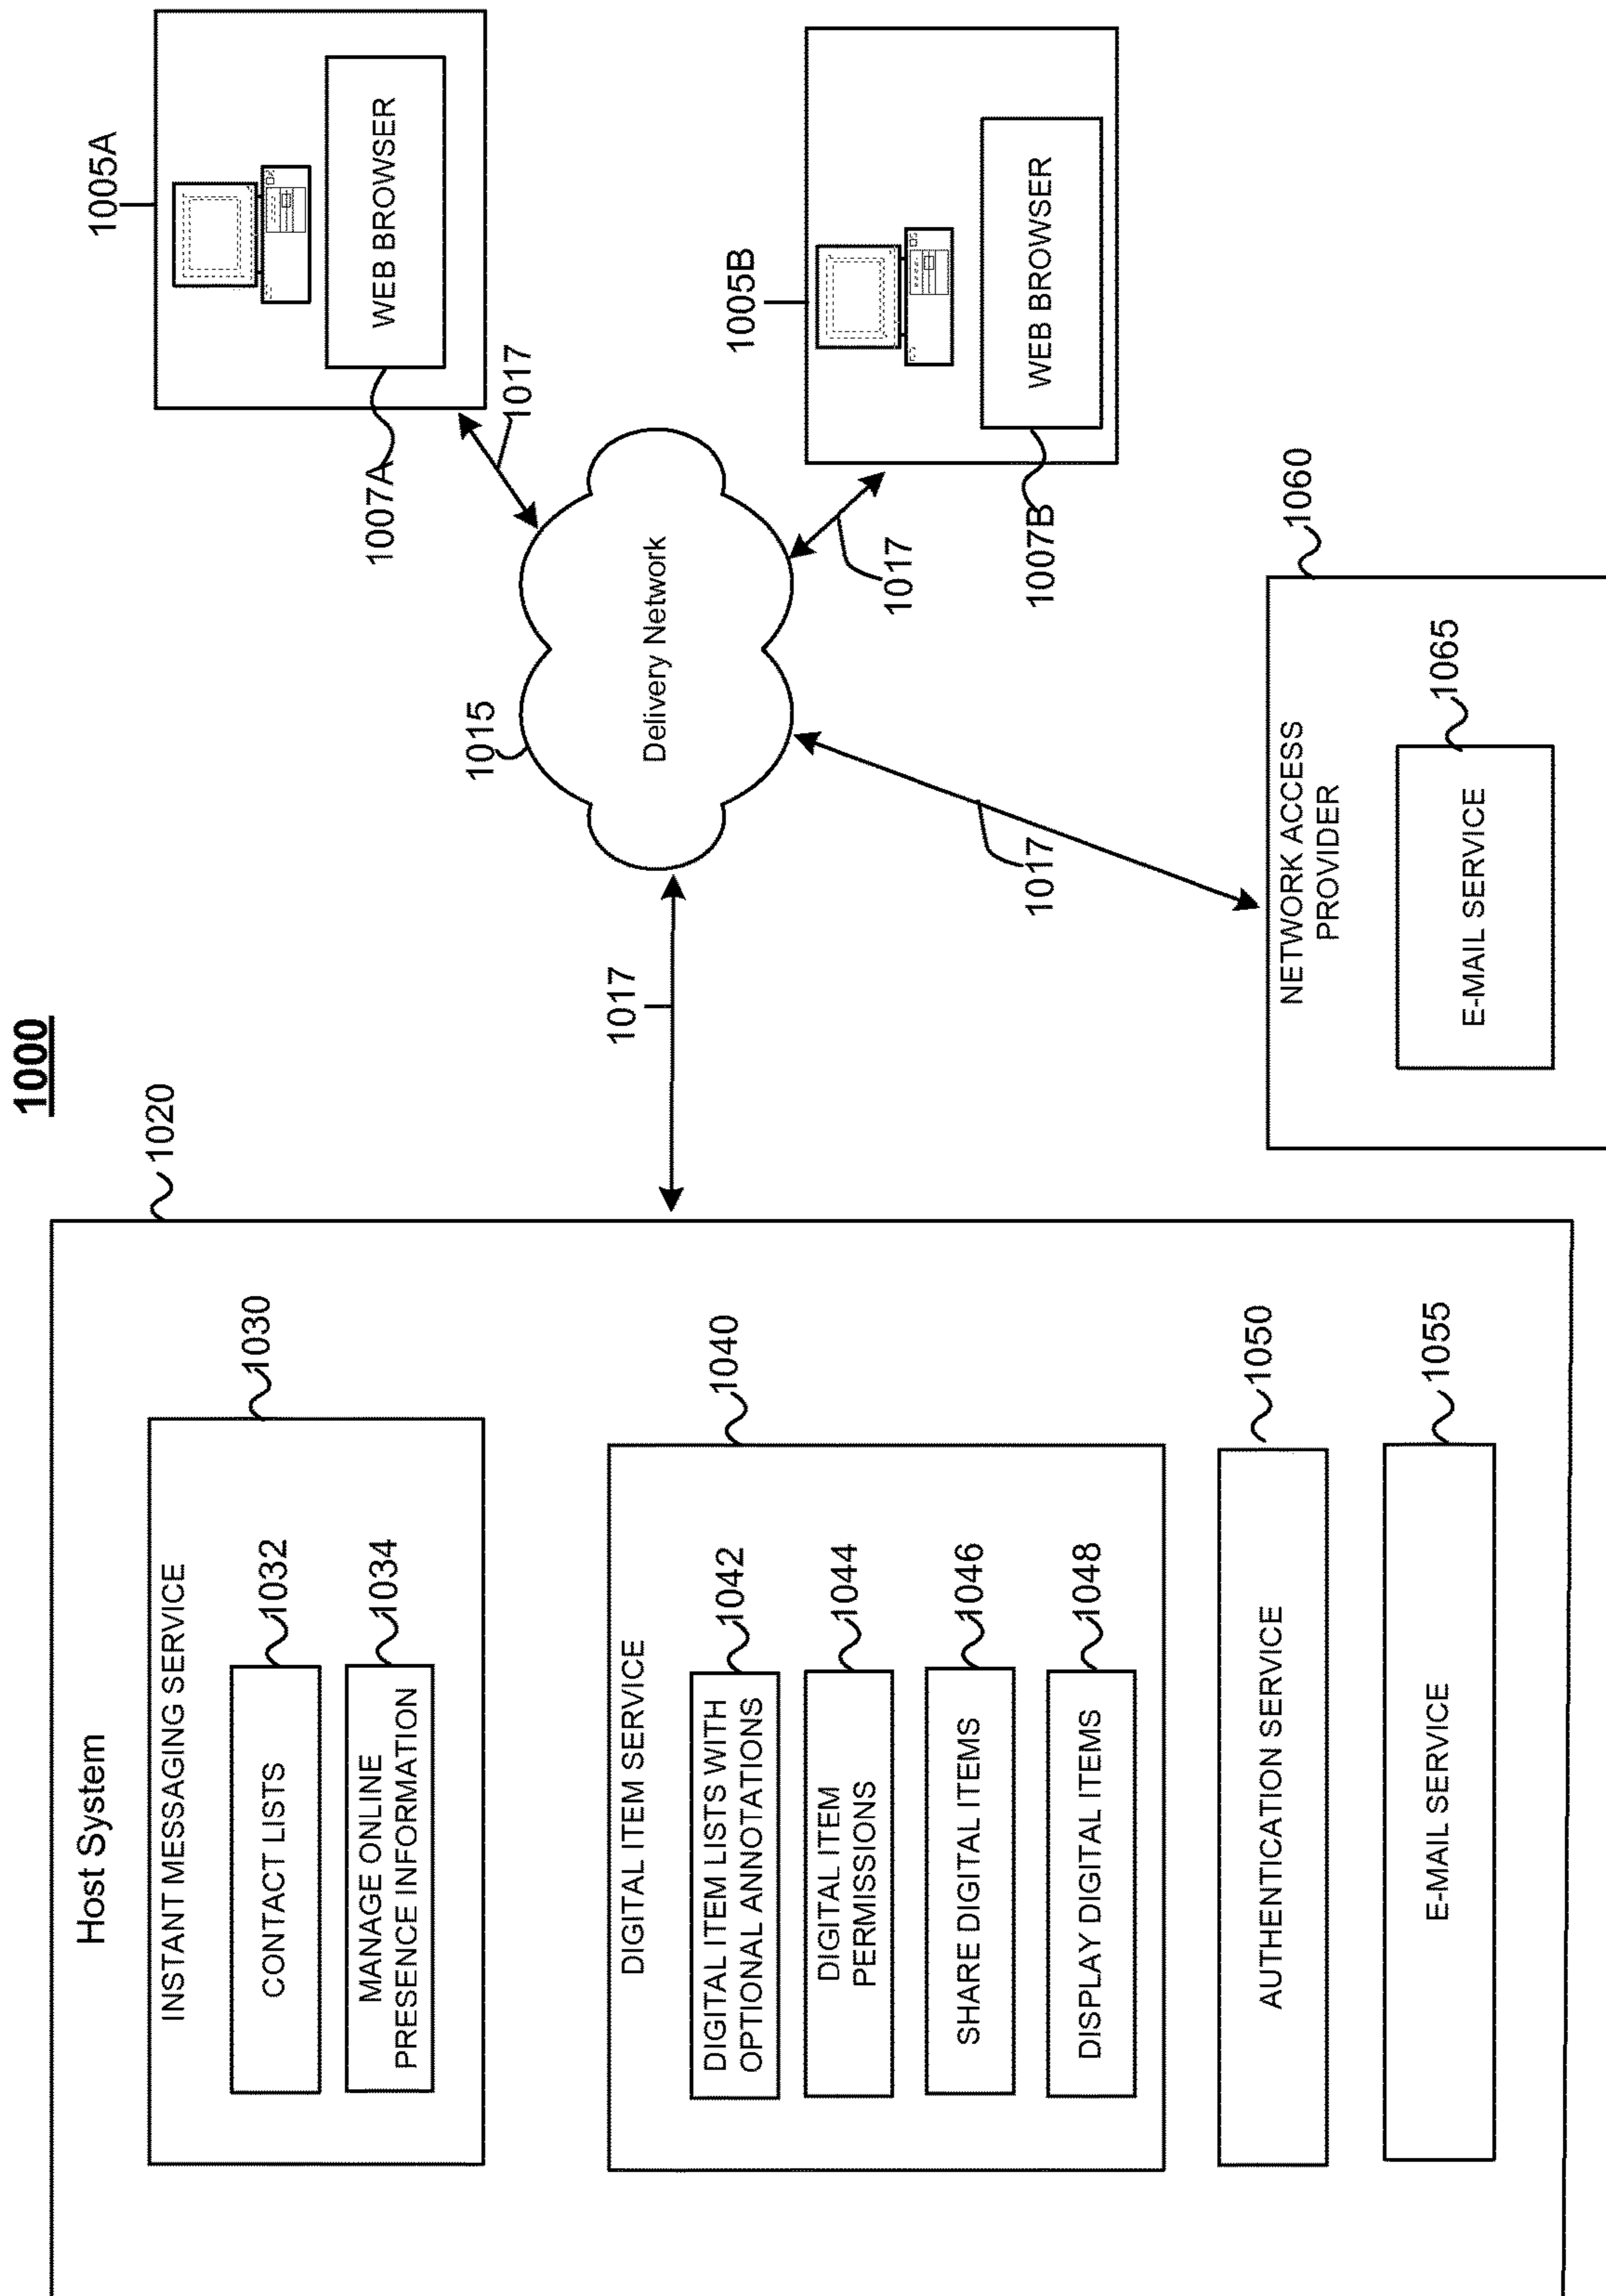 1000
Host System
1020
INSTANT MESSAGING SERVICE
1030
CONTACT LISTS
1032
MANAGE ONLINE
PRESENCE INFORMATION
1034
DIGITAL ITEM SERVICE
1040
DIGITAL ITEM LISTS WITH
OPTIONAL ANNOTATIONS
1042
DIGITAL ITEM
PERMISSIONS
1044
SHARE DIGITAL ITEMS
1046
DISPLAY DIGITAL ITEMS
1048
AUTHENTICATION SERVICE
1050
E-MAIL SERVICE
1055
1017
1015
Delivery Network
1017
1005A
WEB BROWSER
1007A
1017
1005B
WEB BROWSER
1007B
1017
NETWORK ACCESS
PROVIDER
1060
E-MAIL SERVICE
1065